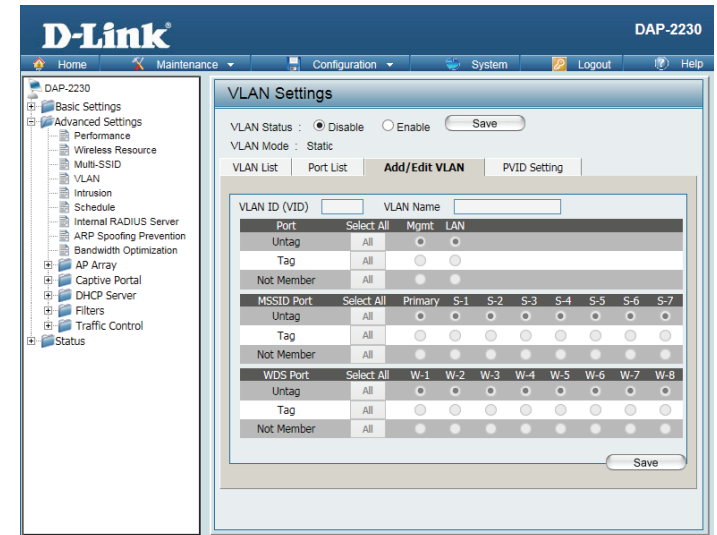 D-Link®
DAP-2230
Home Maintenance Configuration System Logout Help
DAP-2230
Basic Settings
Advanced Settings
Performance
Wireless Resource
Multi-SSID
VLAN
Intrusion
Schedule
Internal RADIUS Server
ARP Spoofing Prevention
Bandwidth Optimization
AP Array
Captive Portal
DHCP Server
Filters
Traffic Control
Status
VLAN Settings
VLAN Status : Disable Enable Save
VLAN Mode : Static
VLAN List Port List Add/Edit VLAN PVID Setting
VLAN ID (VID) VLAN Name
Port Select All Mgmt LAN
Untag All
Tag All
Not Member All
MSSID Port Select All Primary S-1 S-2 S-3 S-4 S-5 S-6 S-7
Untag All
Tag All
Not Member All
WDS Port Select All W-1 W-2 W-3 W-4 W-5 W-6 W-7 W-8
Untag All
Tag All
Not Member All
Save